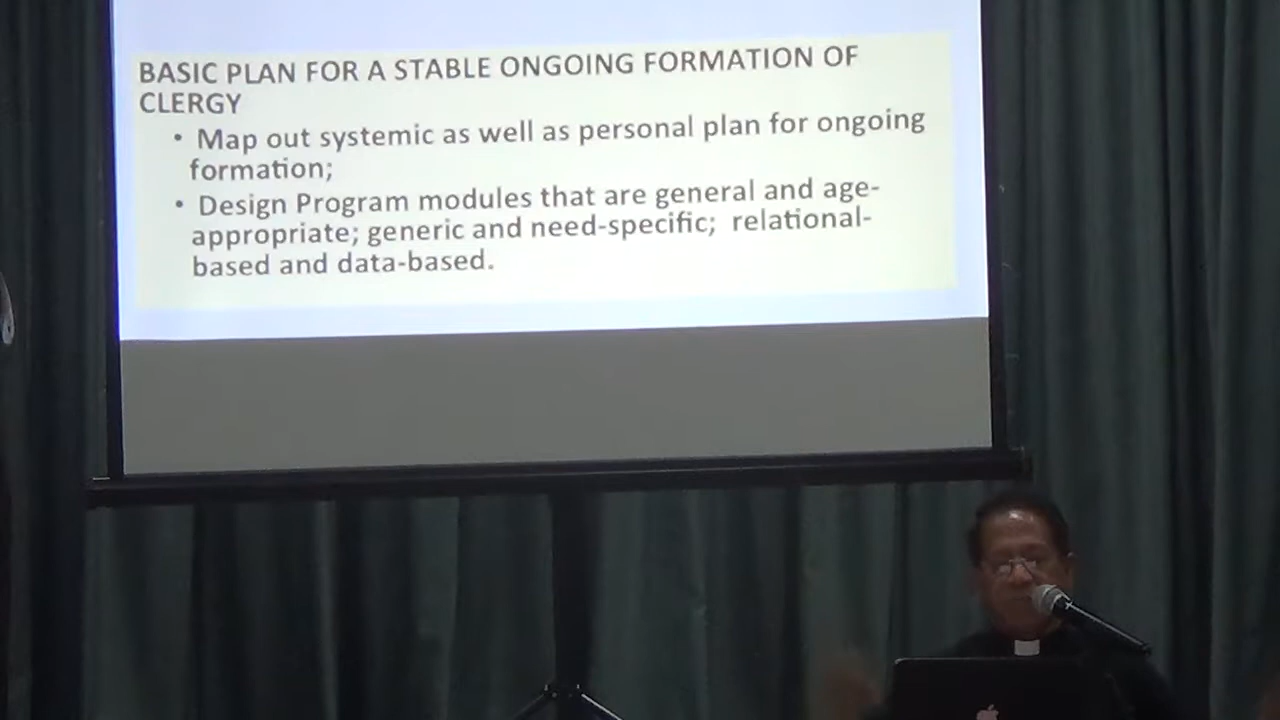 BASIC PLAN FOR A STABLE ONGOING FORMATION OF
CLERGY
• Map out systemic as well as personal plan for ongoing
formation;
• Design Program modules that are general and age-
appropriate; generic and need-specific; relational-
based and data-based.